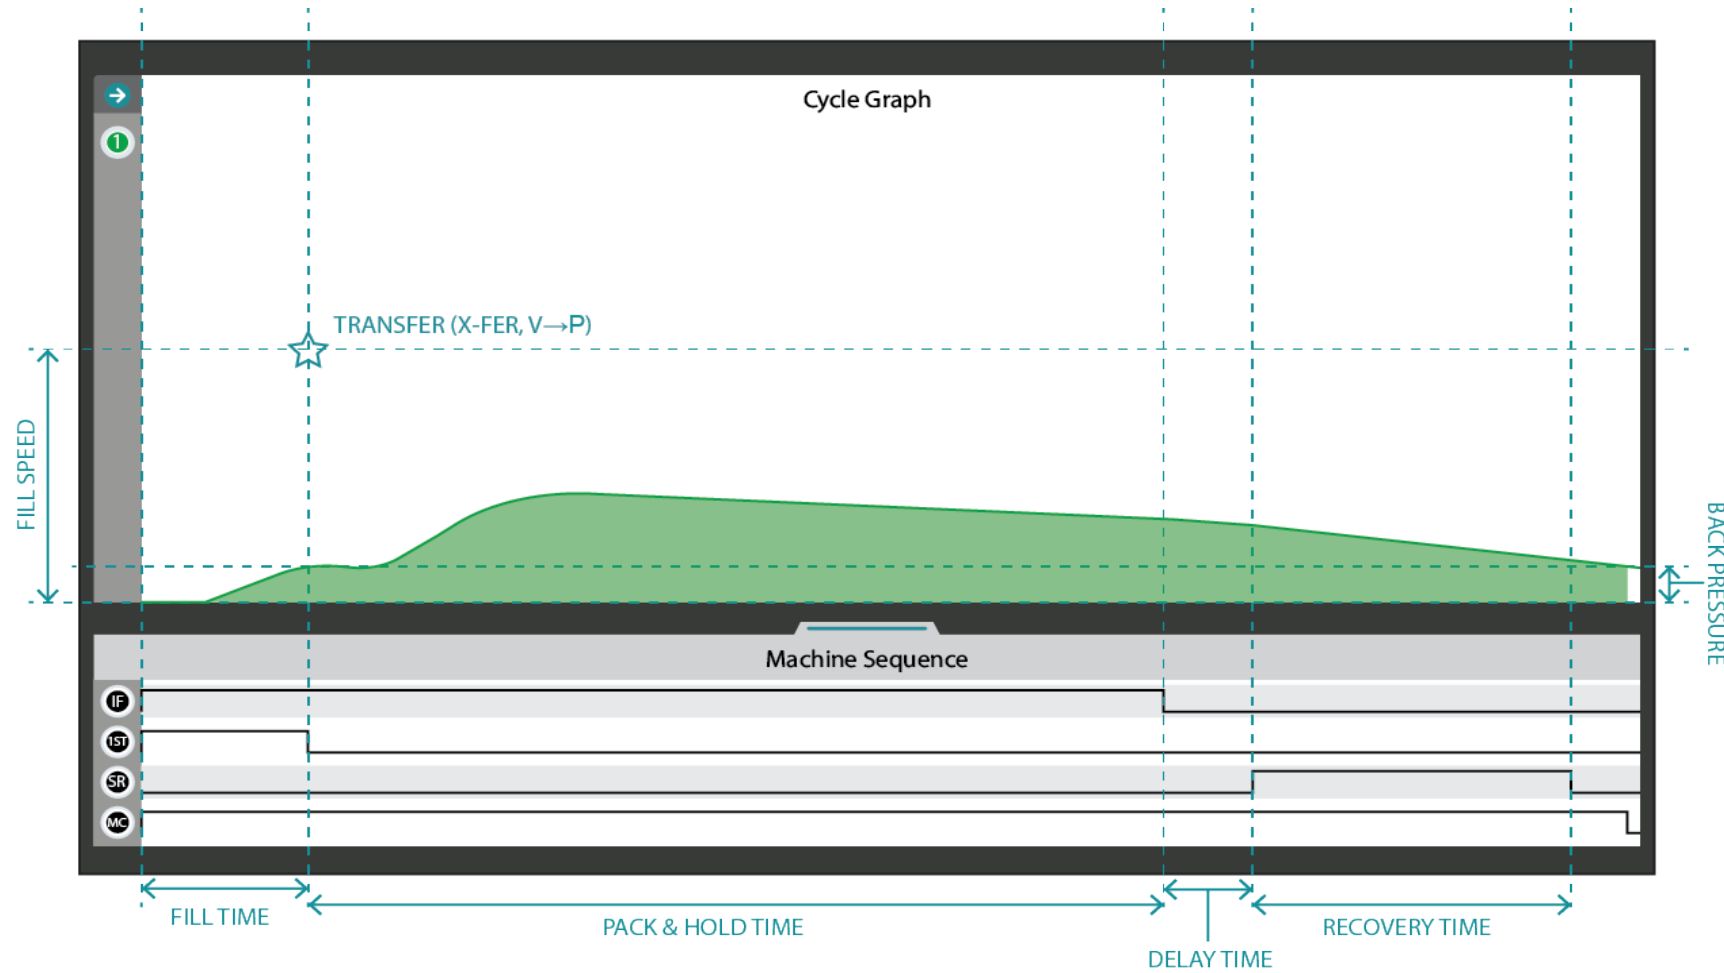 Cycle Graph
1
TRANSFER (X-FER, V→P)
FILL SPEED
BACK PRESSURE
Machine Sequence
IF
1ST
SR
MC
FILL TIME
PACK & HOLD TIME
RECOVERY TIME
DELAY TIME